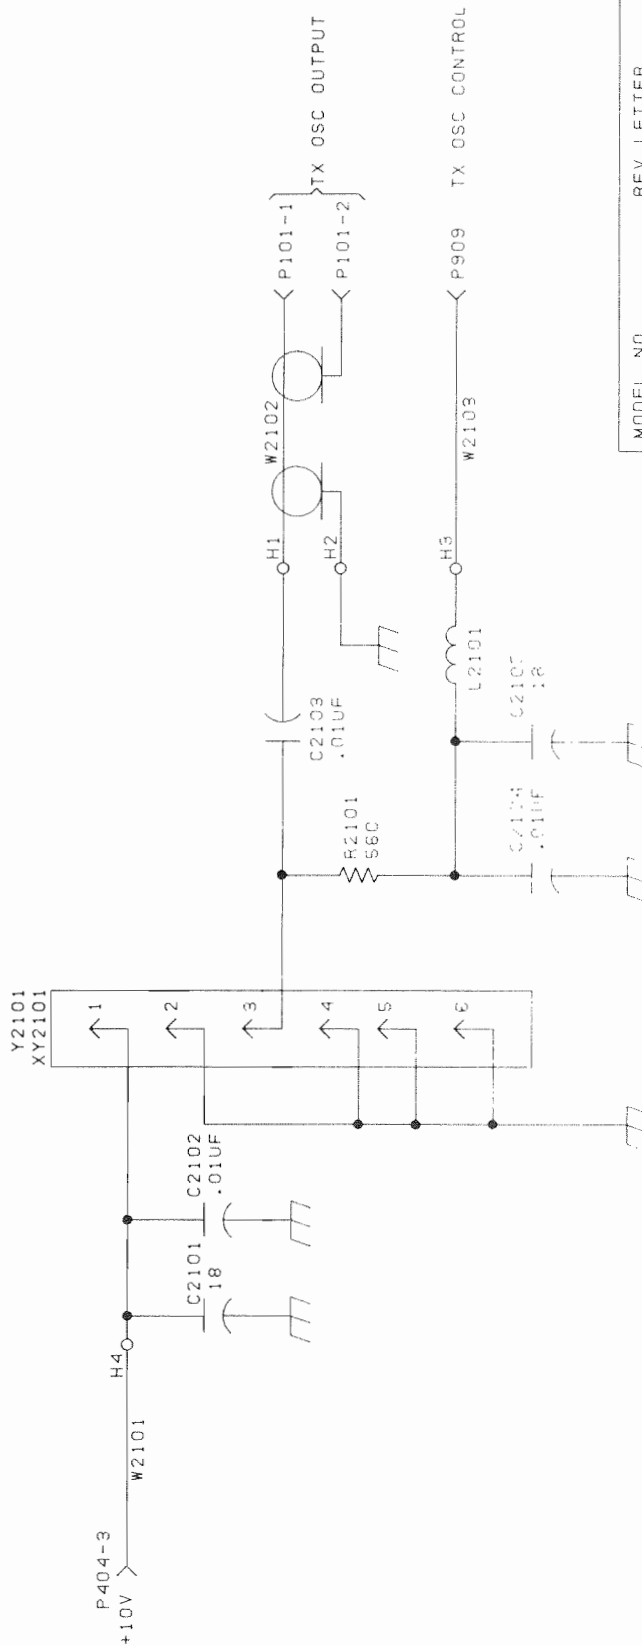 Y2101
XY2101
1
2
3
4
5
6
P404-3
+10V
W2101
H4
C2101
18
C2102
.01UF
R2101
C2103
.01UF
H1
H2
W2102
P101-1
P101-2
TX OSC OUTPUT
.01UF
18
L2101
H3
W2103
P909
TX OSC CONTROL
MODEL NO
REV LETTER